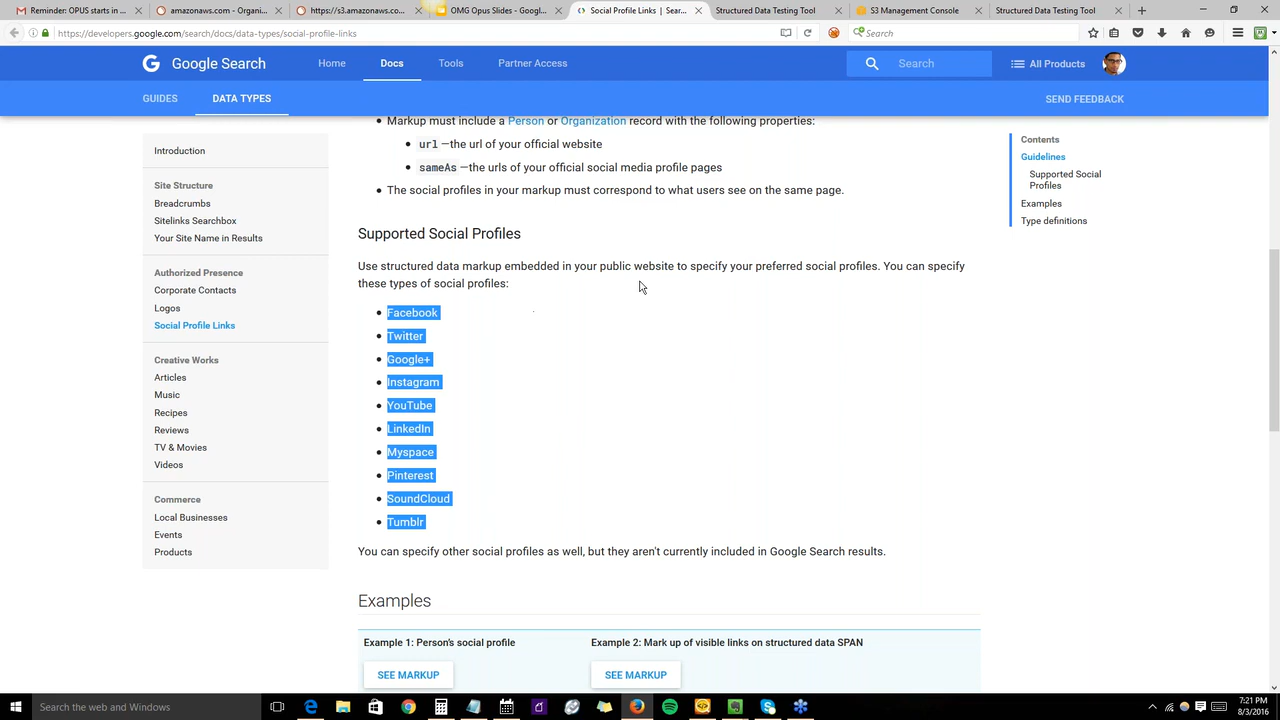 Reminder: OPUS starts in ...
amazonaws.com - Organi...
https://s3.amazonaws.co...
OMG Opus Slides - Googl...
Social Profile Links | Sear...
Structured Data Testing Tool
S3 Management Console
Structured Data Testing Tool
https://developers.google.com/search/docs/data-types/social-profile-links
Search
Google Search
Home
Docs
Tools
Partner Access
Search
All Products
GUIDES
DATA TYPES
SEND FEEDBACK
Introduction
Site Structure
Breadcrumbs
Sitelinks Searchbox
Your Site Name in Results
Authorized Presence
Corporate Contacts
Logos
Social Profile Links
Creative Works
Articles
Music
Recipes
Reviews
TV & Movies
Videos
Commerce
Local Businesses
Events
Products
• Markup must include a Person or Organization record with the following properties:
• url —the url of your official website
• sameAs —the urls of your official social media profile pages
• The social profiles in your markup must correspond to what users see on the same page.
Supported Social Profiles
Use structured data markup embedded in your public website to specify your preferred social profiles. You can specify
these types of social profiles:
• Facebook
• Twitter
• Google+
• Instagram
• YouTube
• LinkedIn
• Myspace
• Pinterest
• SoundCloud
• Tumblr
You can specify other social profiles as well, but they aren't currently included in Google Search results.
Examples
Example 1: Person's social profile
Example 2: Mark up of visible links on structured data SPAN
SEE MARKUP
SEE MARKUP
Contents
Guidelines
Supported Social
Profiles
Examples
Type definitions
Search the web and Windows
7:21 PM
8/3/2016